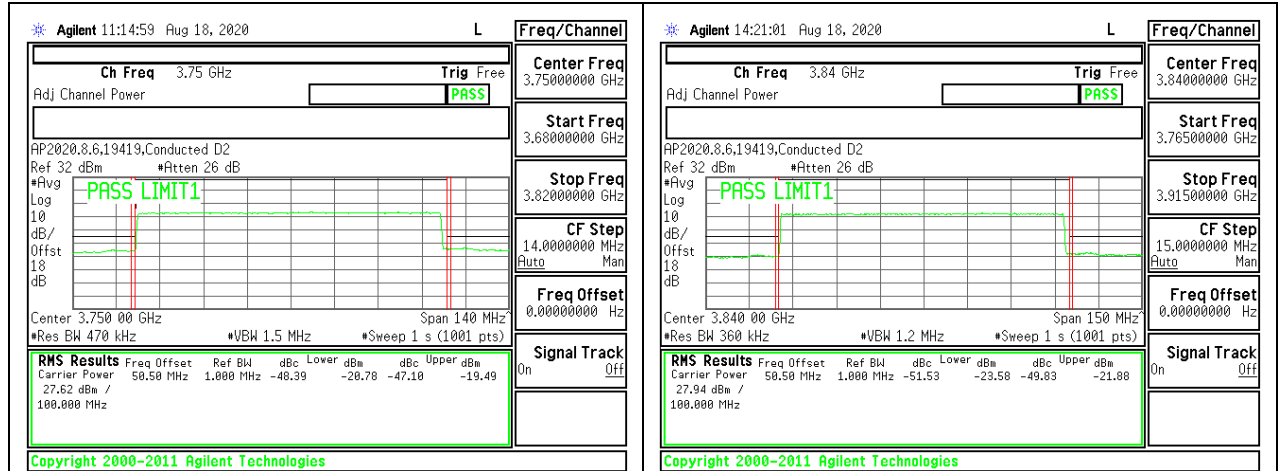 Agilent 11:14:59 Aug 18, 2020 L
Freq/Channel
Ch Freq 3.75 GHz Trig Free
Adj Channel Power PASS
AP2020.8.6,19419,Conducted D2
Ref 32 dBm #Atten 26 dB
#Avg
Log
10
dB/
Offst
18
dB
PASS LIMIT1
Center 3.750 00 GHz Span 140 MHz^
#Res BW 470 kHz #VBW 1.5 MHz #Sweep 1 s (1001 pts)
RMS Results Freq Offset Ref BW dBc Lower dBm dBc Upper dBm
Carrier Power 50.50 MHz 1.000 MHz -48.39 -20.78 -47.10 -19.49
27.62 dBm /
100.000 MHz
Copyright 2000-2011 Agilent Technologies
Center Freq
3.75000000 GHz
Start Freq
3.68000000 GHz
Stop Freq
3.82000000 GHz
CF Step
14.0000000 MHz
Auto Man
Freq Offset
0.00000000 Hz
Signal Track
On Off
Agilent 14:21:01 Aug 18, 2020 L
Freq/Channel
Ch Freq 3.84 GHz Trig Free
Adj Channel Power PASS
AP2020.8.6,19419,Conducted D2
Ref 32 dBm #Atten 26 dB
#Avg
Log
10
dB/
Offst
18
dB
PASS LIMIT1
Center 3.840 00 GHz Span 150 MHz^
#Res BW 360 kHz #VBW 1.2 MHz #Sweep 1 s (1001 pts)
RMS Results Freq Offset Ref BW dBc Lower dBm dBc Upper dBm
Carrier Power 50.50 MHz 1.000 MHz -51.53 -23.58 -49.83 -21.88
27.94 dBm /
100.000 MHz
Copyright 2000-2011 Agilent Technologies
Center Freq
3.84000000 GHz
Start Freq
3.76500000 GHz
Stop Freq
3.91500000 GHz
CF Step
15.0000000 MHz
Auto Man
Freq Offset
0.00000000 Hz
Signal Track
On Off